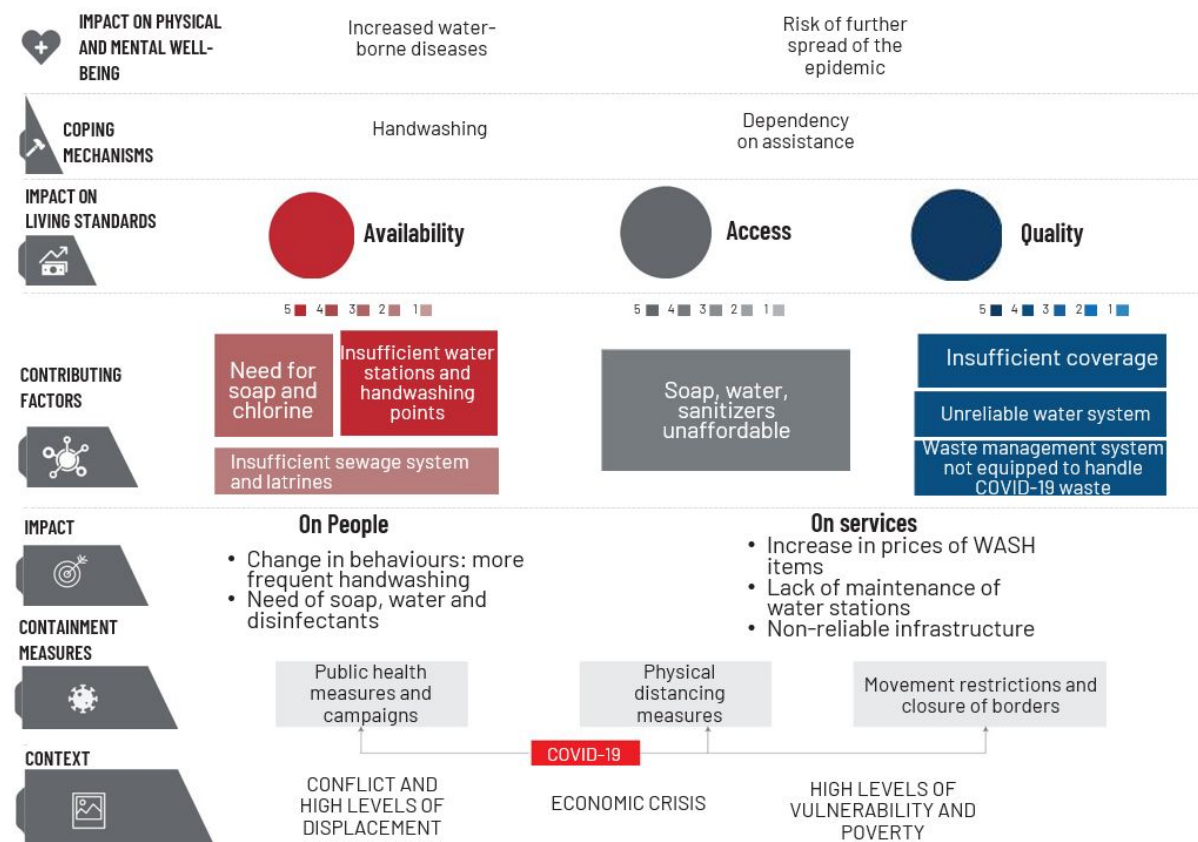 IMPACT ON PHYSICAL
AND MENTAL WELL-
BEING
Increased water-
borne diseases
Risk of further
spread of the
epidemic
COPING
MECHANISMS
Handwashing
Dependency
on assistance
IMPACT ON
LIVING STANDARDS
Availability
Access
Quality
5 4 3 2 1
5 4 3 2 1
5 4 3 2 1
CONTRIBUTING
FACTORS
Need for
soap and
chlorine
Insufficient water
stations and
handwashing
points
Insufficient sewage system
and latrines
Soap, water,
sanitizers
unaffordable
Insufficient coverage
Unreliable water system
Waste management system
not equipped to handle
COVID-19 waste
IMPACT
On People
• Change in behaviours: more
frequent handwashing
• Need of soap, water and
disinfectants
On services
• Increase in prices of WASH
items
• Lack of maintenance of
water stations
• Non-reliable infrastructure
CONTAINMENT
MEASURES
Public health
measures and
campaigns
Physical
distancing
measures
Movement restrictions and
closure of borders
COVID-19
CONTEXT
CONFLICT AND
HIGH LEVELS OF
DISPLACEMENT
ECONOMIC CRISIS
HIGH LEVELS OF
VULNERABILITY AND
POVERTY